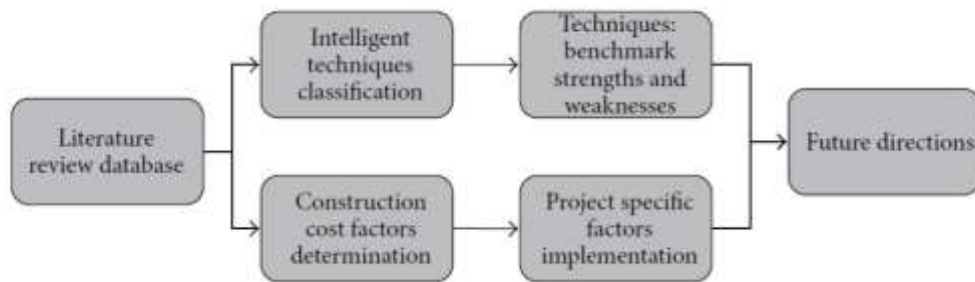 Literature
review database
Intelligent
techniques
classification
Techniques:
benchmark
strengths and
weaknesses
Construction
cost factors
determination
Project specific
factors
implementation
Future directions